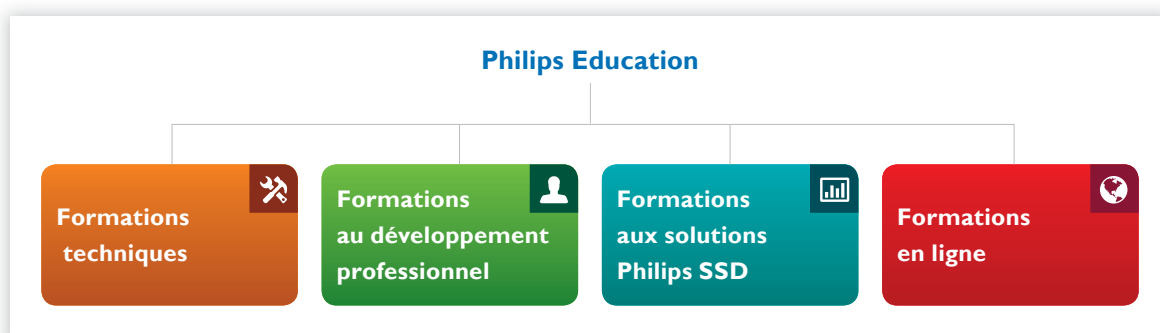 Philips Education
Formations
techniques
Formations
au développement
professionnel
Formations
aux solutions
Philips SSD
Formations
en ligne